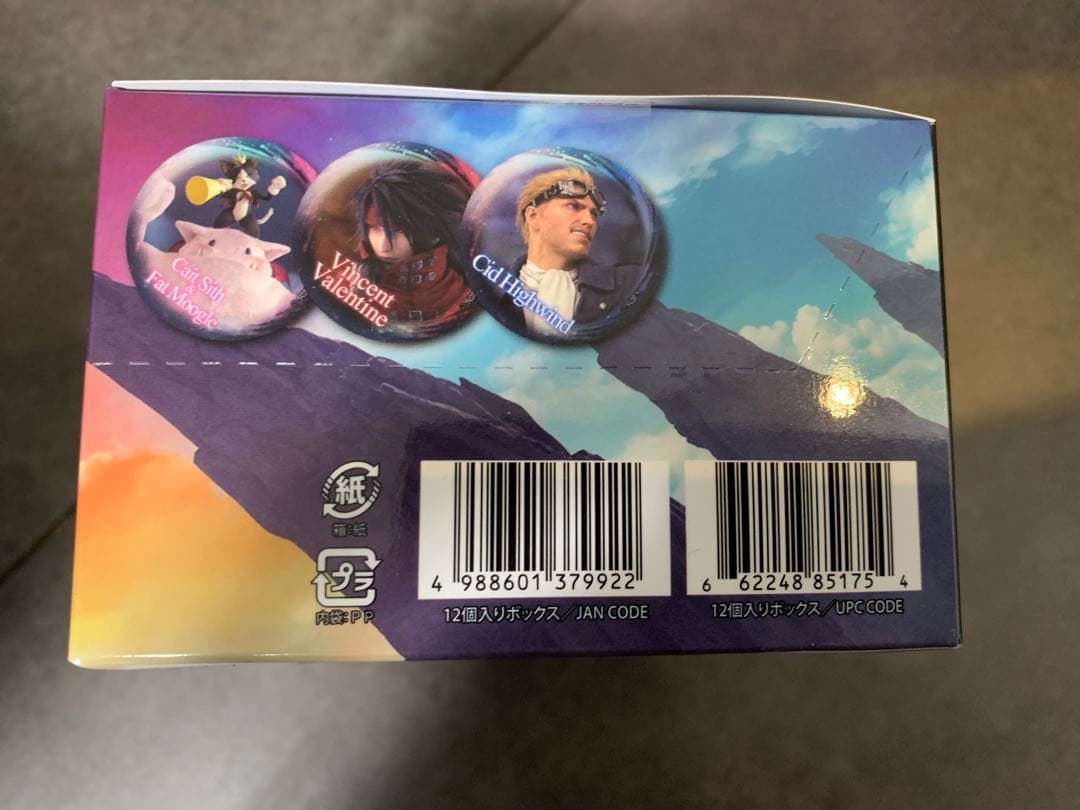 Cait Sith
&
Fat Moogle
Vincent
Valentine
Cid Highwind
紙
箱:紙
プラ
内袋:PP
4 988601 379922
12個入りボックス/JAN CODE
6 62248 85175 4
12個入りボックス/UPC CODE